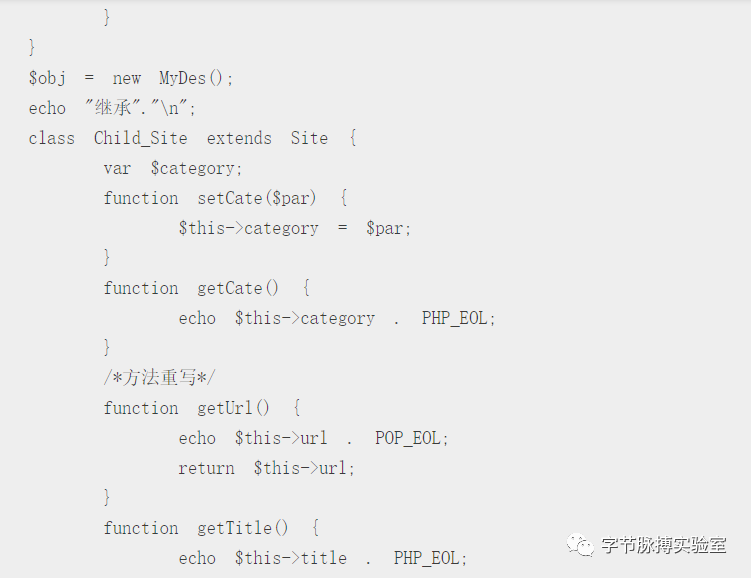 }
}
$obj = new MyDes();
echo "继承"."\n";
class Child_Site extends Site {
var $category;
function setCate($par) {
$this->category = $par;
}
function getCate() {
echo $this->category . PHP_EOL;
}
/*方法重写*/
function getUrl() {
echo $this->url . POP_EOL;
return $this->url;
}
function getTitle() {
echo $this->title . PHP_EOL;
字节脉搏实验室